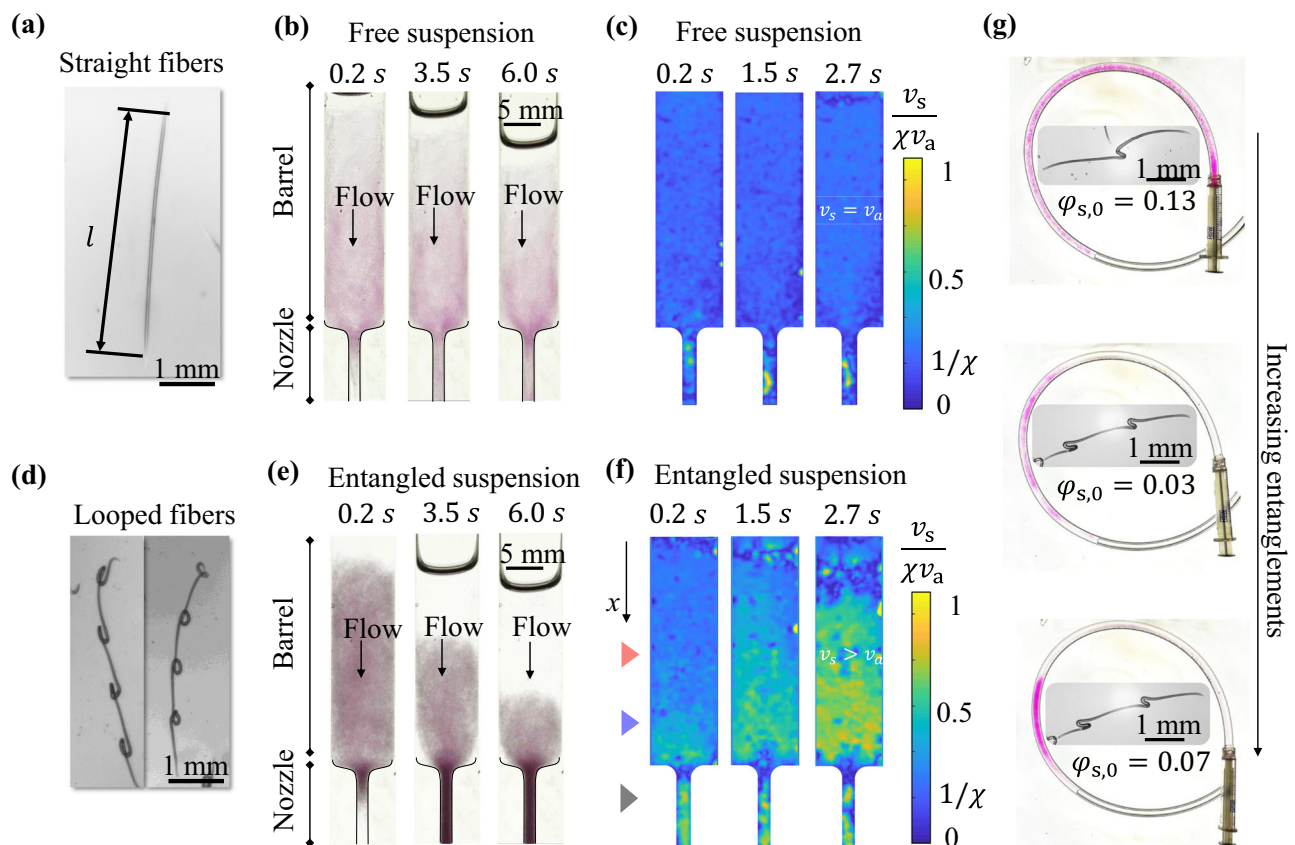 (a)
Straight fibers
l
1 mm
(b)
Free suspension
0.2 s 3.5 s 6.0 s
5 mm
Barrel
Flow Flow Flow
Nozzle
(c)
Free suspension
0.2 s 1.5 s 2.7 s
v_s/χv_a
1
v_s = v_a
0.5
1/χ
0
(d)
Looped fibers
1 mm
(e)
Entangled suspension
0.2 s 3.5 s 6.0 s
5 mm
Barrel
Flow Flow Flow
Nozzle
(f)
Entangled suspension
0.2 s 1.5 s 2.7 s
v_s/χv_a
x
1
v_s > v_a
0.5
1/χ
0
(g)
1 mm
φ_s,0 = 0.13
1 mm
φ_s,0 = 0.03
1 mm
φ_s,0 = 0.07
Increasing entanglements